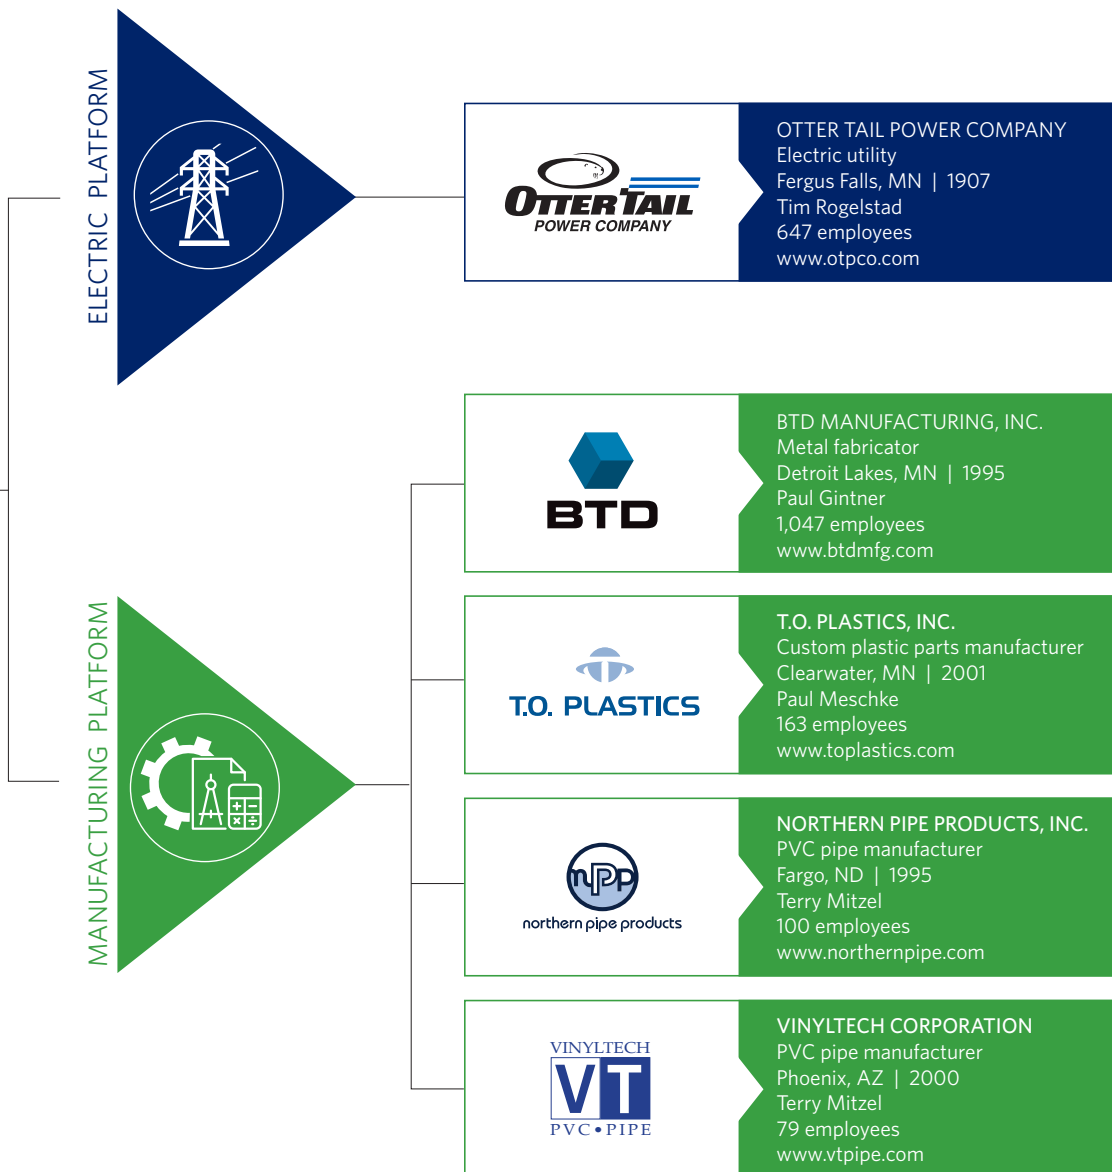 ELECTRIC PLATFORM
OTTER TAIL
POWER COMPANY
OTTER TAIL POWER COMPANY
Electric utility
Fergus Falls, MN | 1907
Tim Rogelstad
647 employees
www.otpco.com
MANUFACTURING PLATFORM
BTD
BTD MANUFACTURING, INC.
Metal fabricator
Detroit Lakes, MN | 1995
Paul Gintner
1,047 employees
www.btdmfg.com
T.O. PLASTICS
T.O. PLASTICS, INC.
Custom plastic parts manufacturer
Clearwater, MN | 2001
Paul Meschke
163 employees
www.toplastics.com
npp
northern pipe products
NORTHERN PIPE PRODUCTS, INC.
PVC pipe manufacturer
Fargo, ND | 1995
Terry Mitzel
100 employees
www.northernpipe.com
VINYLTECH
VT
PVC•PIPE
VINYLTECH CORPORATION
PVC pipe manufacturer
Phoenix, AZ | 2000
Terry Mitzel
79 employees
www.vtpipe.com